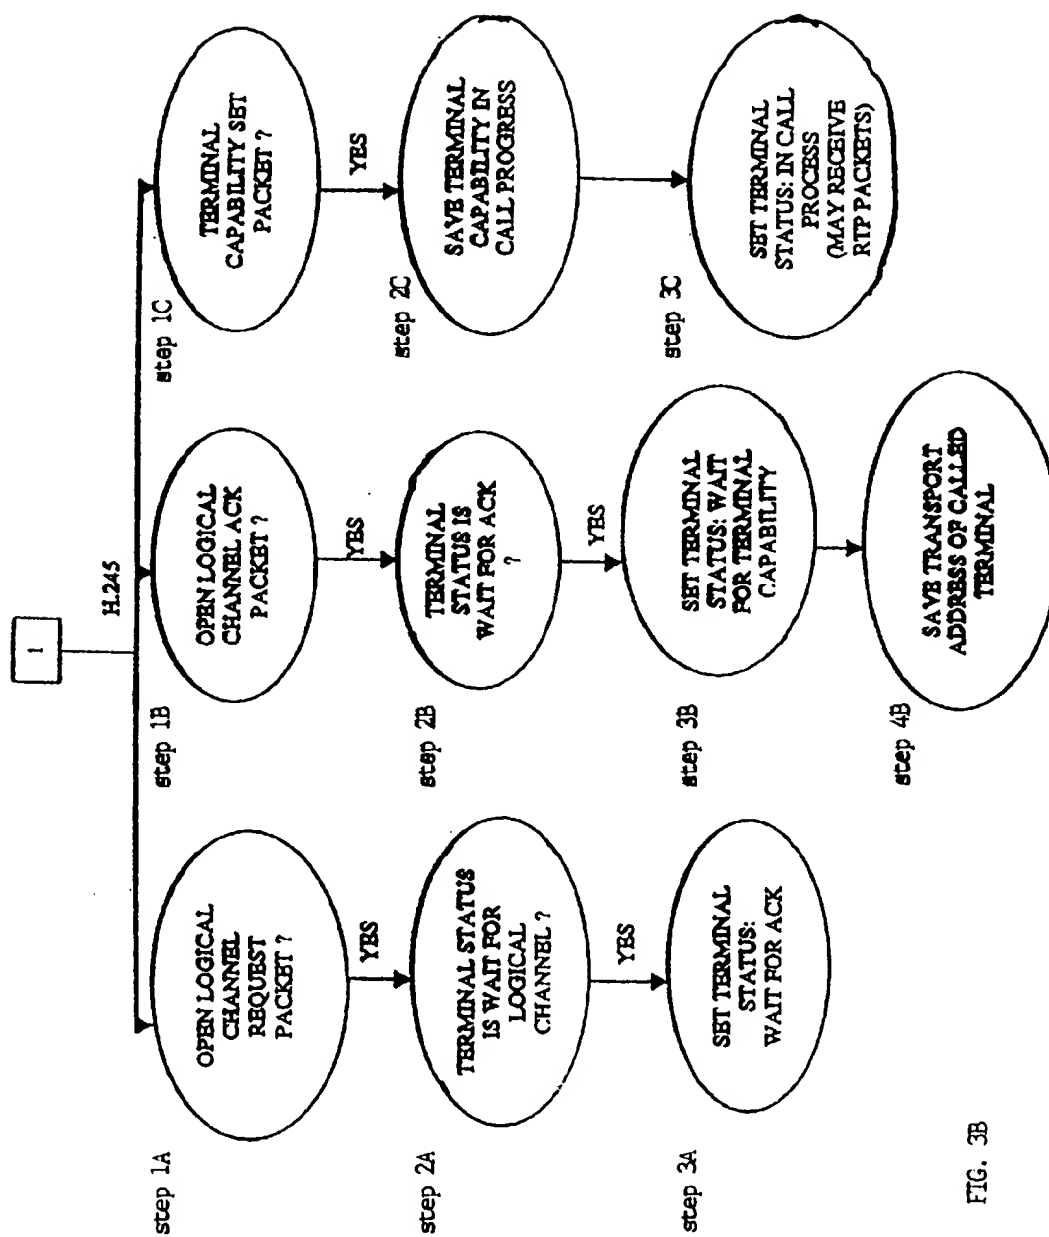 1
H.245
step 1A
OPEN LOGICAL
CHANNEL
REQUEST
PACKET ?
YES
step 2A
TERMINAL STATUS
IS WAIT FOR
LOGICAL
CHANNEL ?
YES
step 3A
SET TERMINAL
STATUS:
WAIT FOR ACK
step 1B
OPEN LOGICAL
CHANNEL ACK
PACKET ?
YES
step 2B
TERMINAL
STATUS IS
WAIT FOR ACK
?
YES
step 3B
SET TERMINAL
STATUS: WAIT
FOR TERMINAL
CAPABILITY
step 4B
SAVE TRANSPORT
ADDRESS OF CALLED
TERMINAL
step 1C
TERMINAL
CAPABILITY SET
PACKET ?
YES
step 2C
SAVE TERMINAL
CAPABILITY IN
CALL PROGRESS
step 3C
SET TERMINAL
STATUS: IN CALL
PROCESS
(MAY RECEIVE
RTP PACKETS)
FIG. 3B